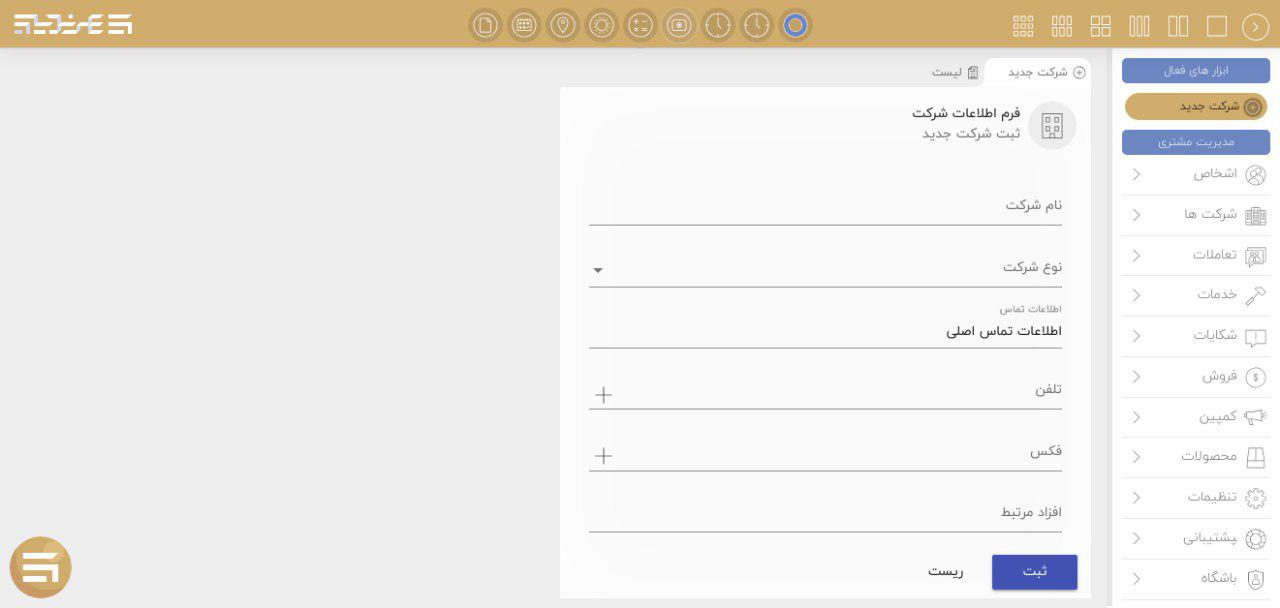 ابزار های فعال
شرکت جدید
مدیریت مشتری
اشخاص
شرکت ها
تعاملات
خدمات
شکایات
فروش
کمپین
محصولات
تنظیمات
پشتیبانی
باشگاه
شرکت جدید
لیست
فرم اطلاعات شرکت
ثبت شرکت جدید
نام شرکت
نوع شرکت
اطلاعات تماس
اطلاعات تماس اصلی
تلفن
فکس
افزاد مرتبط
ثبت
ریست